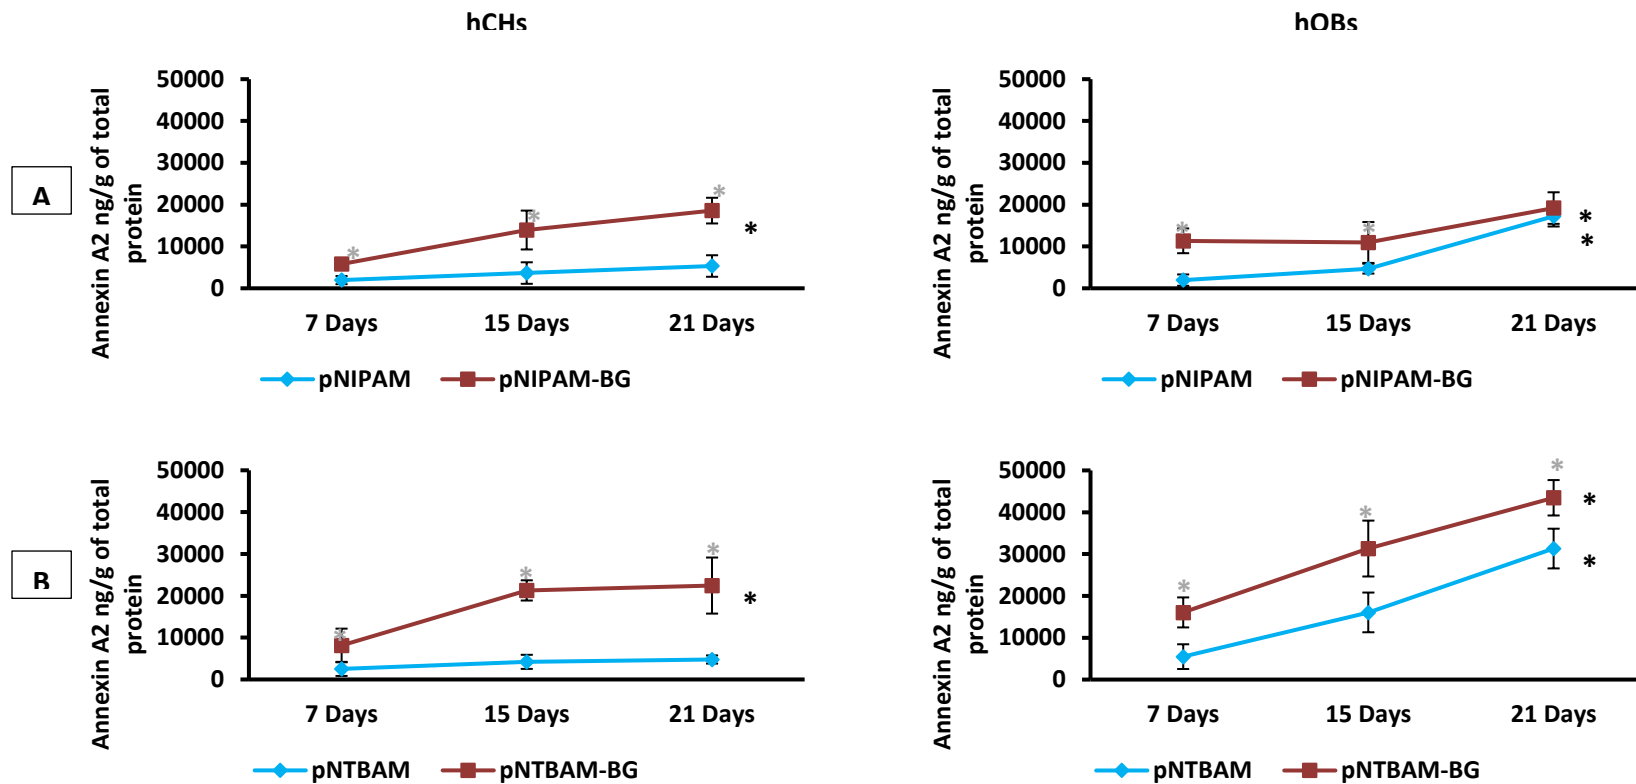 hCHs
hOBs
A
Annexin A2 ng/g of total
protein
50000
40000
30000
20000
10000
0
*
*
*
*
7 Days
15 Days
21 Days
pNIPAM
pNIPAM-BG
Annexin A2 ng/g of total
protein
50000
40000
30000
20000
10000
0
*
*
*
*
7 Days
15 Days
21 Days
pNIPAM
pNIPAM-BG
B
Annexin A2 ng/g of total
protein
50000
40000
30000
20000
10000
0
*
*
*
*
7 Days
15 Days
21 Days
pNTBAM
pNTBAM-BG
Annexin A2 ng/g of total
protein
50000
40000
30000
20000
10000
0
*
*
*
*
*
7 Days
15 Days
21 Days
pNTBAM
pNTBAM-BG